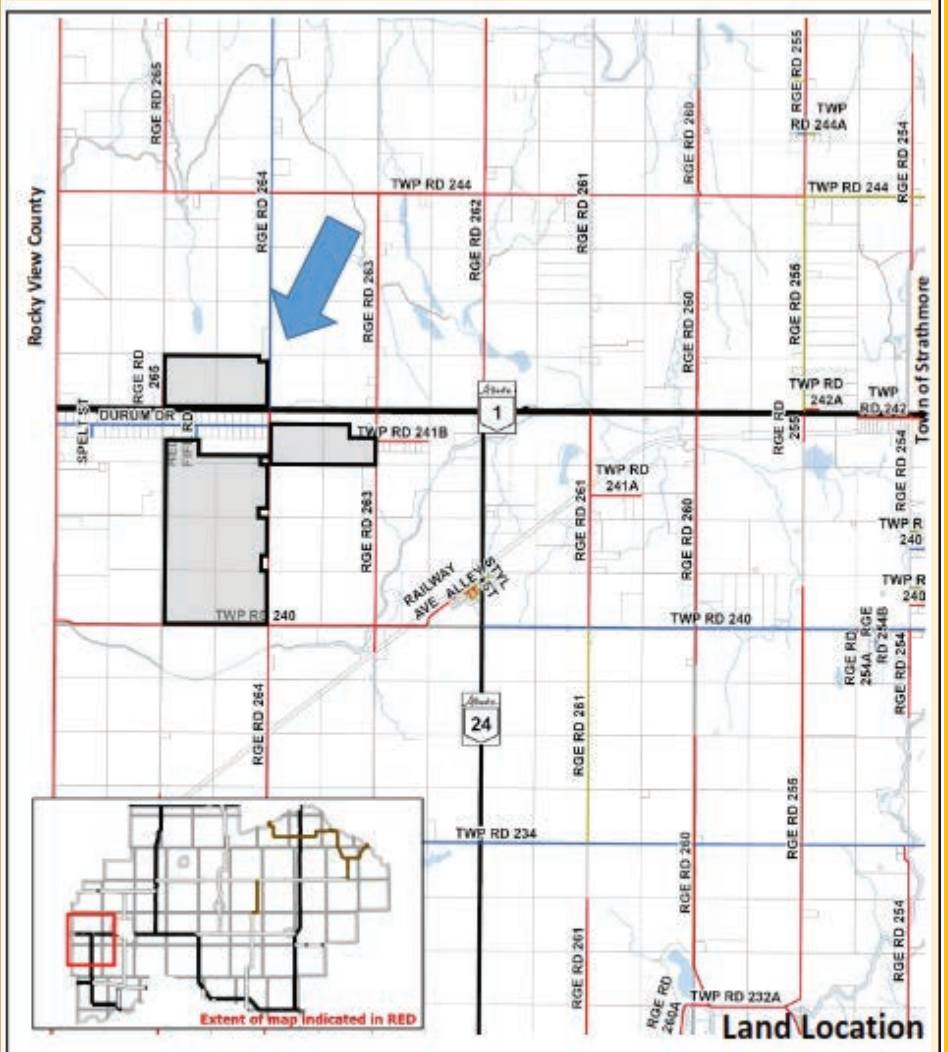 RGE RD 265
RGE RD 255
TWP
RD 244A
RGE RD 260
RGE RD 254
TWP RD 244
TWP RD 244
RGE RD 264
RGE RD 262
RGE RD 261
Rocky View County
RGE RD 263
RGE RD 260
RGE RD 255
Town of Strathmore
RGE RD
265
TWP RD
242A
TWP
RD 242
Alberta
1
DURUM DR
SPELT ST
RD
TWP RD 241B
RGE RD
255
RGE RD 254
TWP RD
241A
RGE RD 263
RGE RD 261
RGE RD 260
TWP R
240
TWP R
240
RAILWAY
AVE
ALLEY
STYL
ST
TWP RD 240
TWP RD 240
RGE RD
254A
RGE
RD 254B
RGE RD 254
RGE RD 264
Alberta
24
RGE RD 261
RGE RD 255
TWP RD 234
RGE RD 260
RGE RD 261
RGE RD 254
RGE RD
260A
TWP RD 232A
Extent of map indicated in RED
Land Location